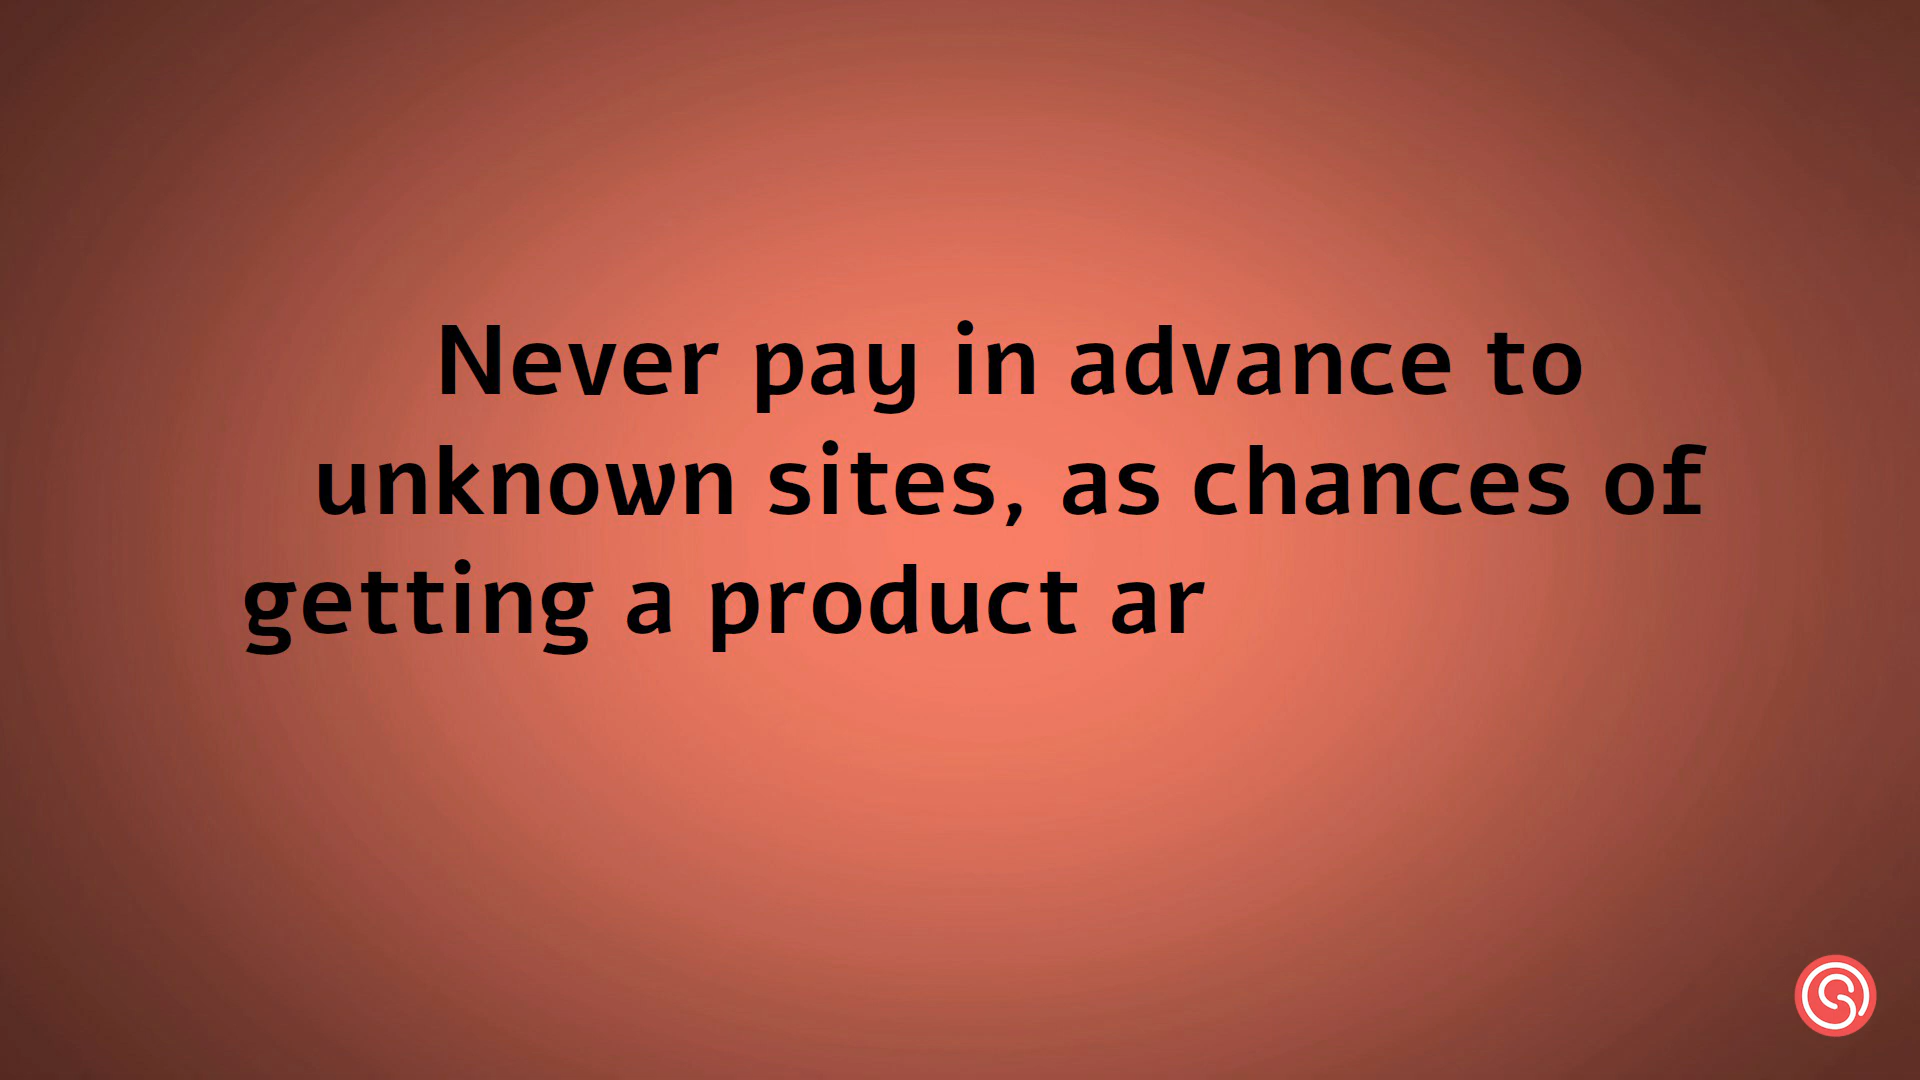 Never pay in advance to
unknown sites, as chances of
getting a product ar